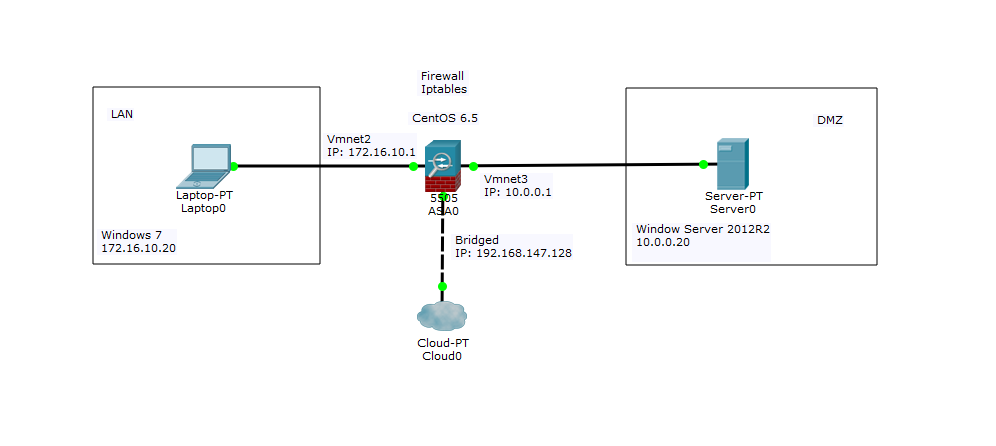 Firewall
Iptables
CentOS 6.5
LAN
DMZ
Vmnet2
IP: 172.16.10.1
Vmnet3
IP: 10.0.0.1
Laptop-PT
Laptop0
5505
ASA0
Server-PT
Server0
Windows 7
172.16.10.20
Window Server 2012R2
10.0.0.20
Bridged
IP: 192.168.147.128
Cloud-PT
Cloud0